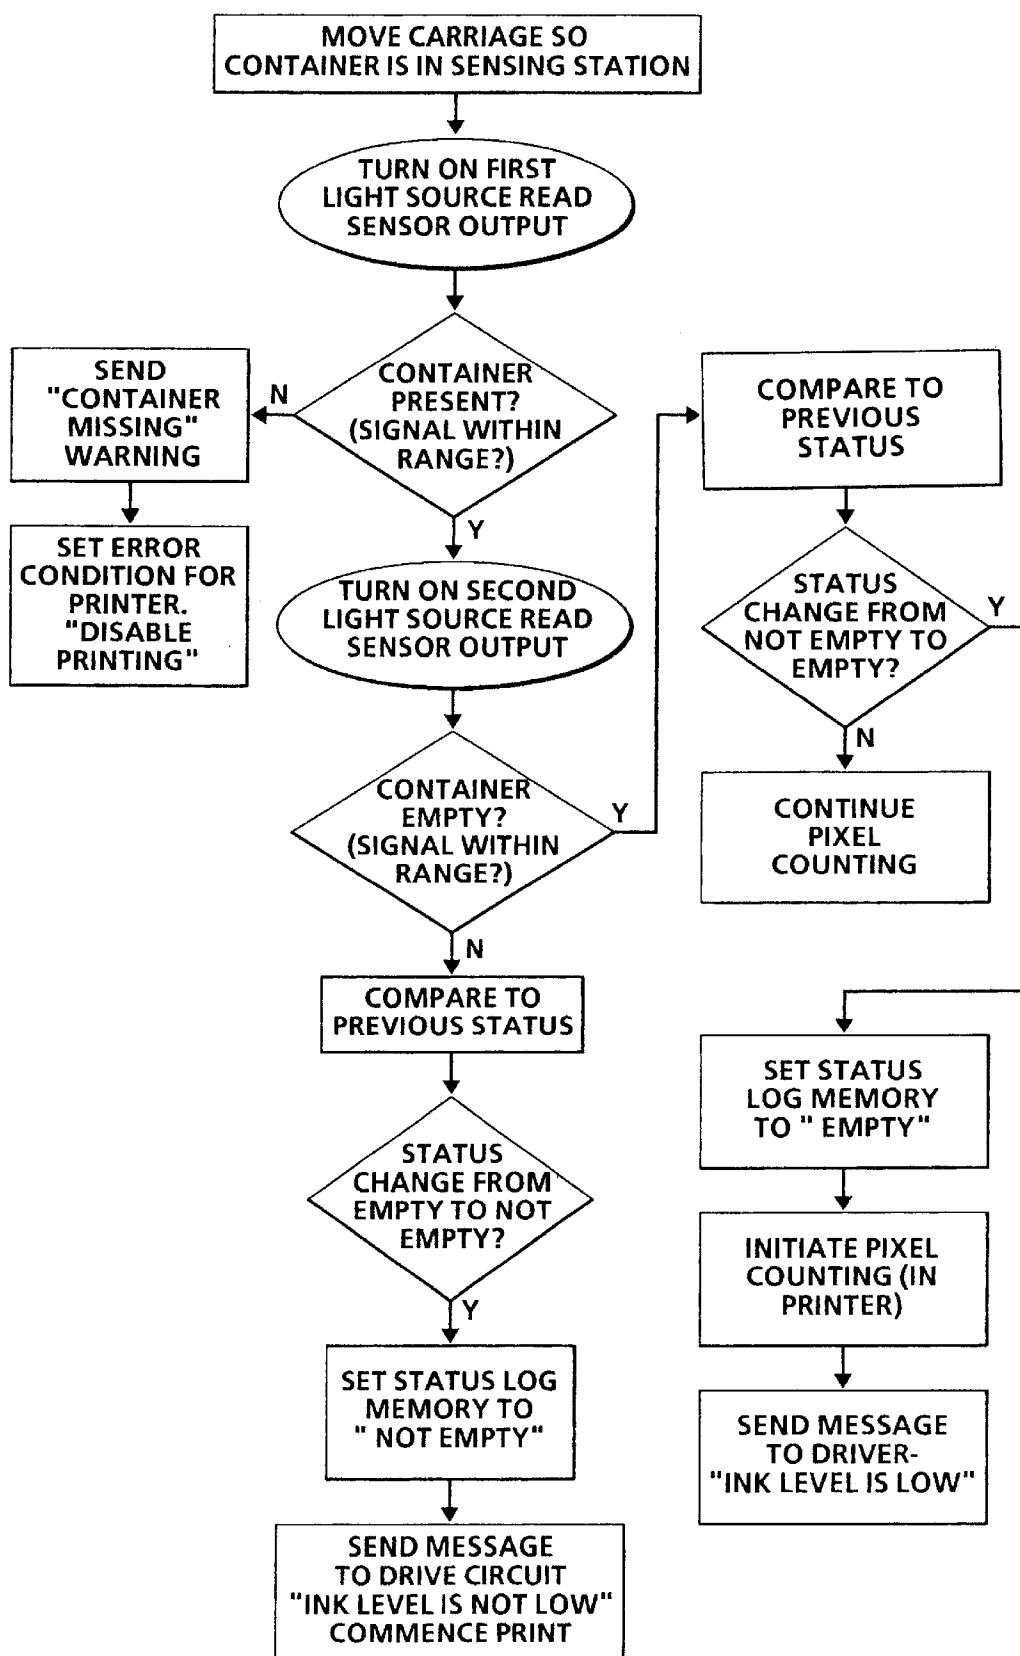 MOVE CARRIAGE SO
CONTAINER IS IN SENSING STATION
TURN ON FIRST
LIGHT SOURCE READ
SENSOR OUTPUT
CONTAINER
PRESENT?
(SIGNAL WITHIN
RANGE?)
N
SEND
"CONTAINER
MISSING"
WARNING
SET ERROR
CONDITION FOR
PRINTER.
"DISABLE
PRINTING"
Y
TURN ON SECOND
LIGHT SOURCE READ
SENSOR OUTPUT
CONTAINER
EMPTY?
(SIGNAL WITHIN
RANGE?)
Y
N
COMPARE TO
PREVIOUS STATUS
STATUS
CHANGE FROM
EMPTY TO NOT
EMPTY?
Y
SET STATUS LOG
MEMORY TO
" NOT EMPTY"
SEND MESSAGE
TO DRIVE CIRCUIT
"INK LEVEL IS NOT LOW"
COMMENCE PRINT
COMPARE TO
PREVIOUS
STATUS
STATUS
CHANGE FROM
NOT EMPTY TO
EMPTY?
Y
N
CONTINUE
PIXEL
COUNTING
SET STATUS
LOG MEMORY
TO " EMPTY"
INITIATE PIXEL
COUNTING (IN
PRINTER)
SEND MESSAGE
TO DRIVER-
"INK LEVEL IS LOW"